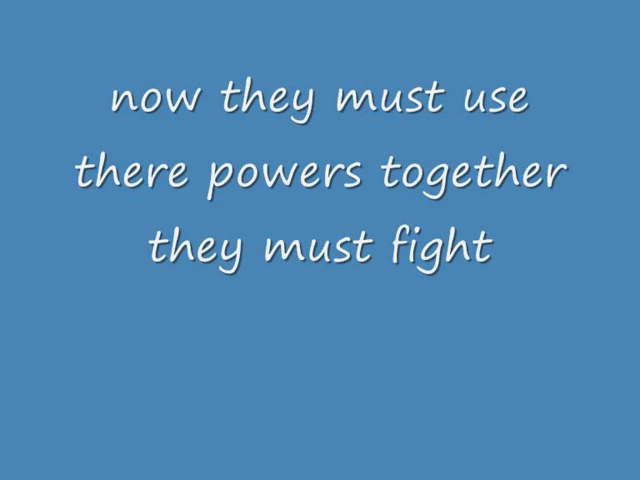 now they must use
there powers together
they must fight